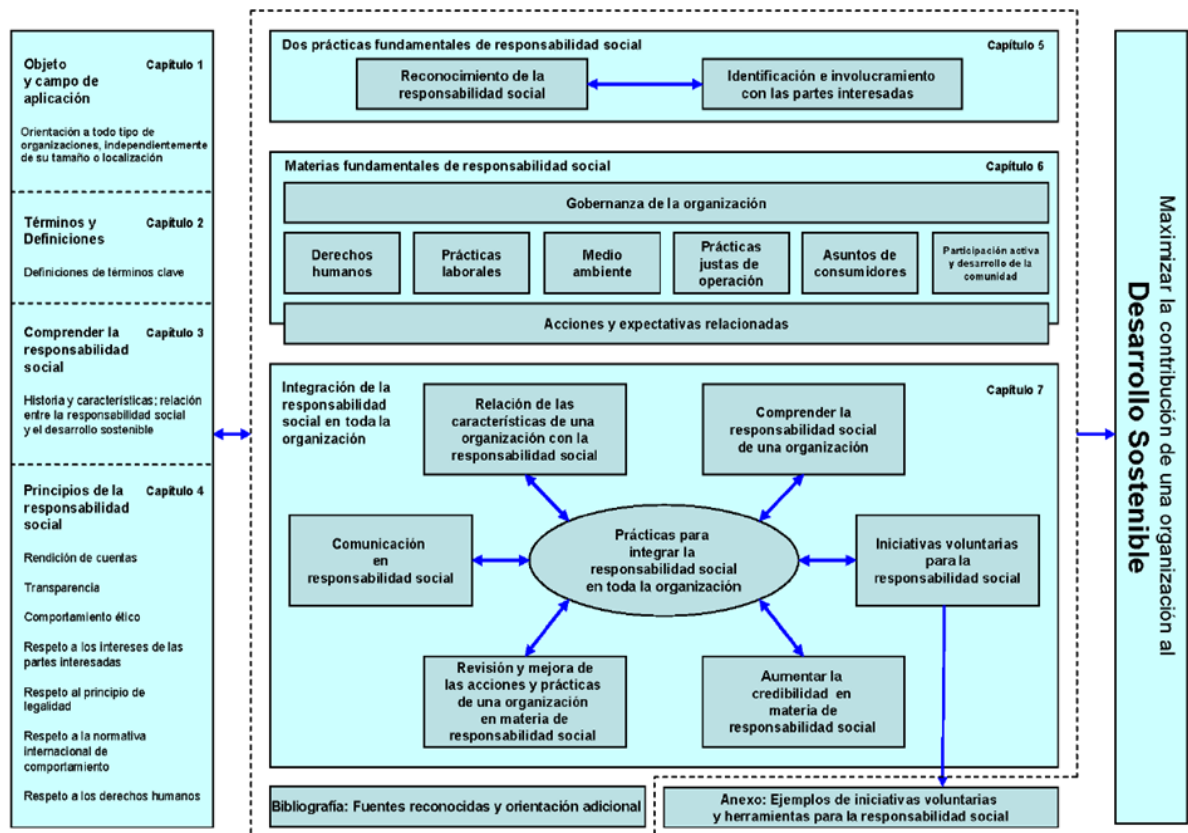 Objeto
y campo de
aplicación
Capítulo 1
Orientación a todo tipo de
organizaciones, independientemente
de su tamaño o localización
Términos y
Definiciones
Capítulo 2
Definiciones de términos clave
Comprender la
responsabilidad
social
Capítulo 3
Historia y características; relación
entre la responsabilidad social
y el desarrollo sostenible
Principios de la
responsabilidad
social
Capítulo 4
Rendición de cuentas
Transparencia
Comportamiento ético
Respeto a los intereses de las
partes interesadas
Respeto al principio de
legalidad
Respeto a la normativa
internacional de
comportamiento
Respeto a los derechos humanos
Dos prácticas fundamentales de responsabilidad social
Capítulo 5
Reconocimiento de la
responsabilidad social
Identificación e involucramiento
con las partes interesadas
Materias fundamentales de responsabilidad social
Capítulo 6
Gobernanza de la organización
Derechos
humanos
Prácticas
laborales
Medio
ambiente
Prácticas
justas de
operación
Asuntos de
consumidores
Participación activa
y desarrollo de la
comunidad
Acciones y expectativas relacionadas
Integración de la
responsabilidad
social en toda la
organización
Capítulo 7
Relación de las
características de una
organización con la
responsabilidad social
Comprender la
responsabilidad social
de una organización
Comunicación
en
responsabilidad social
Prácticas para
integrar la
responsabilidad social
en toda la organización
Iniciativas voluntarias
para la
responsabilidad social
Revisión y mejora de
las acciones y prácticas
de una organización
en materia de
responsabilidad social
Aumentar la
credibilidad en
materia de
responsabilidad social
Bibliografía: Fuentes reconocidas y orientación adicional
Anexo: Ejemplos de iniciativas voluntarias
y herramientas para la responsabilidad social
Maximizar la contribución de una organización al
Desarrollo Sostenible